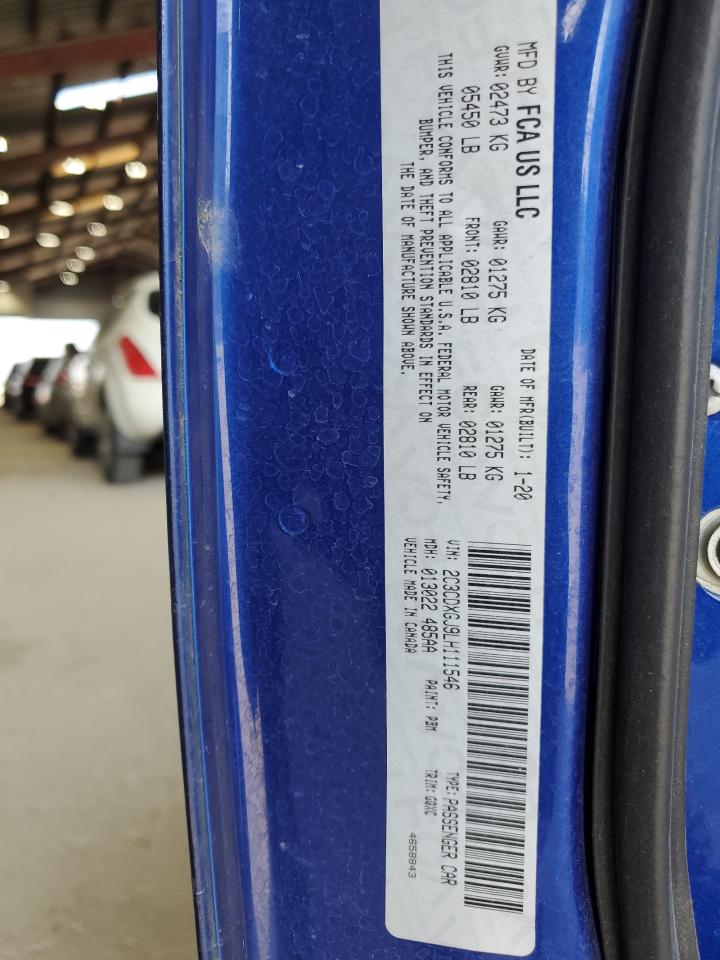 MFD BY FCA US LLC
DATE OF MFR(BUILT): 1-20
GVWR: 02473 KG GAWR: 01275 KG GAWR: 01275 KG
05450 LB FRONT: 02810 LB REAR: 02810 LB
THIS VEHICLE CONFORMS TO ALL APPLICABLE U.S.A. FEDERAL MOTOR VEHICLE SAFETY,
BUMPER, AND THEFT PREVENTION STANDARDS IN EFFECT ON
THE DATE OF MANUFACTURE SHOWN ABOVE.
VIN: 2C3CDXGJ9LH111546 TYPE: PASSENGER CAR
MDH: 013022 485AA PAINT: PBM TRIM: GQXC
VEHICLE MADE IN CANADA
4658843